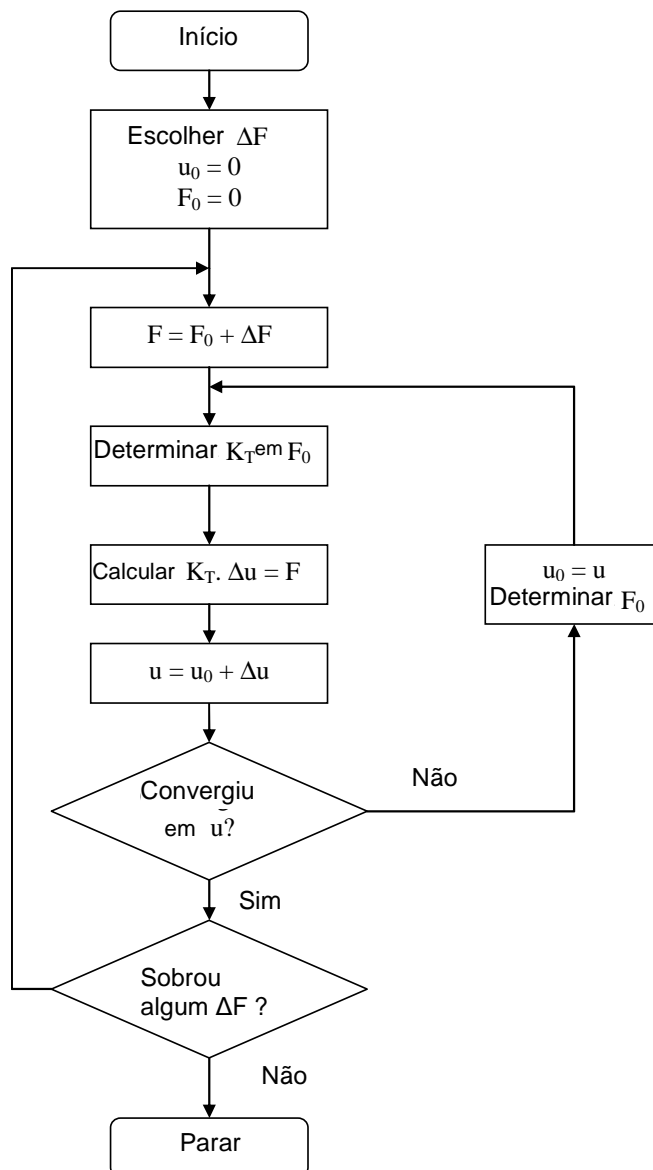 Início
Escolher ΔF
u₀ = 0
F₀ = 0
F = F₀ + ΔF
Determinar K_T em F₀
Calcular K_T. Δu = F
u = u₀ + Δu
u₀ = u
Determinar F₀
Convergiu
em u?
Não
Sim
Sobrou
algum ΔF ?
Não
Parar